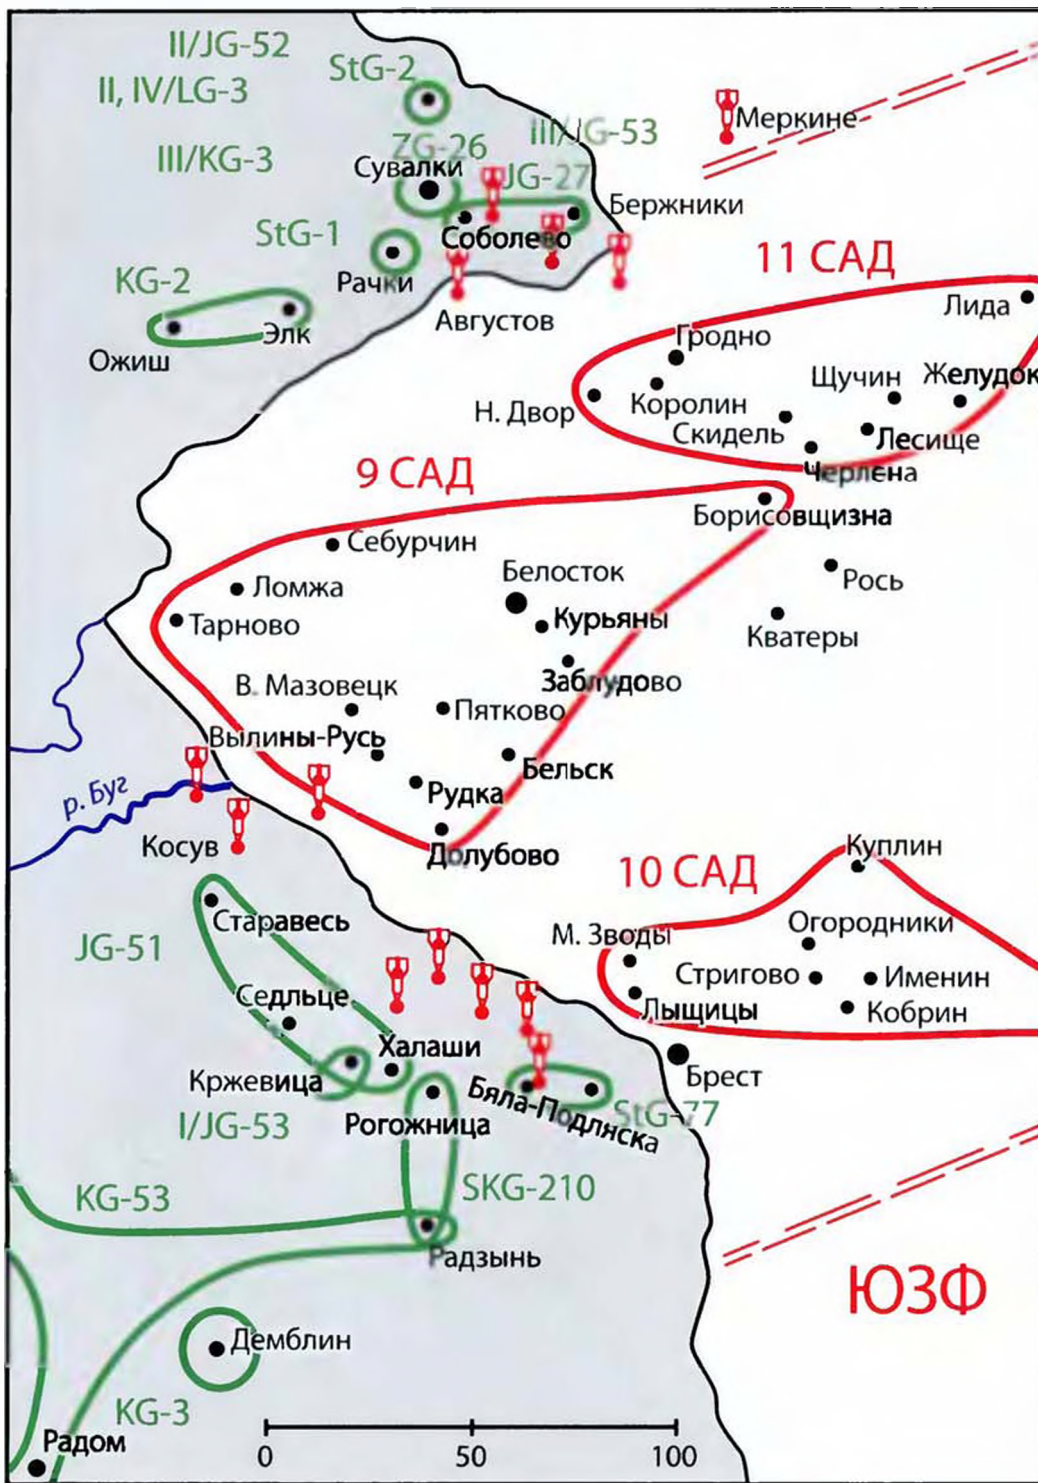 II/JG-52
StG-2
II, IV/LG-3
Меркине
III/JG-53
ZG-26
III/KG-3
Сувалки
JG-27
Бержники
StG-1
Соболево
11 САД
KG-2
Рачки
Лида
Элк
Августов
Ожиш
Гродно
Щучин
Желудок
Н. Двор
Королин
Скидель
Лесище
9 САД
Черлена
Борисовщизна
Себурчин
Белосток
Рось
Ломжа
Тарново
Курьяны
Кватеры
В. Мазовецк
Заблудово
Пятково
Вылины-Русь
Бельск
р. Буг
Рудка
Косув
Долубово
Куплин
10 САД
Старавесь
Огородники
JG-51
М. Зводы
Стригово
Именин
Седльце
Лыщицы
Кобрин
Халаши
Кржевица
Брест
Бяла-Подляска
I/JG-53
Рогожница
StG-77
KG-53
SKG-210
Радзынь
ЮЗФ
Демблин
KG-3
Радом
0 50 100